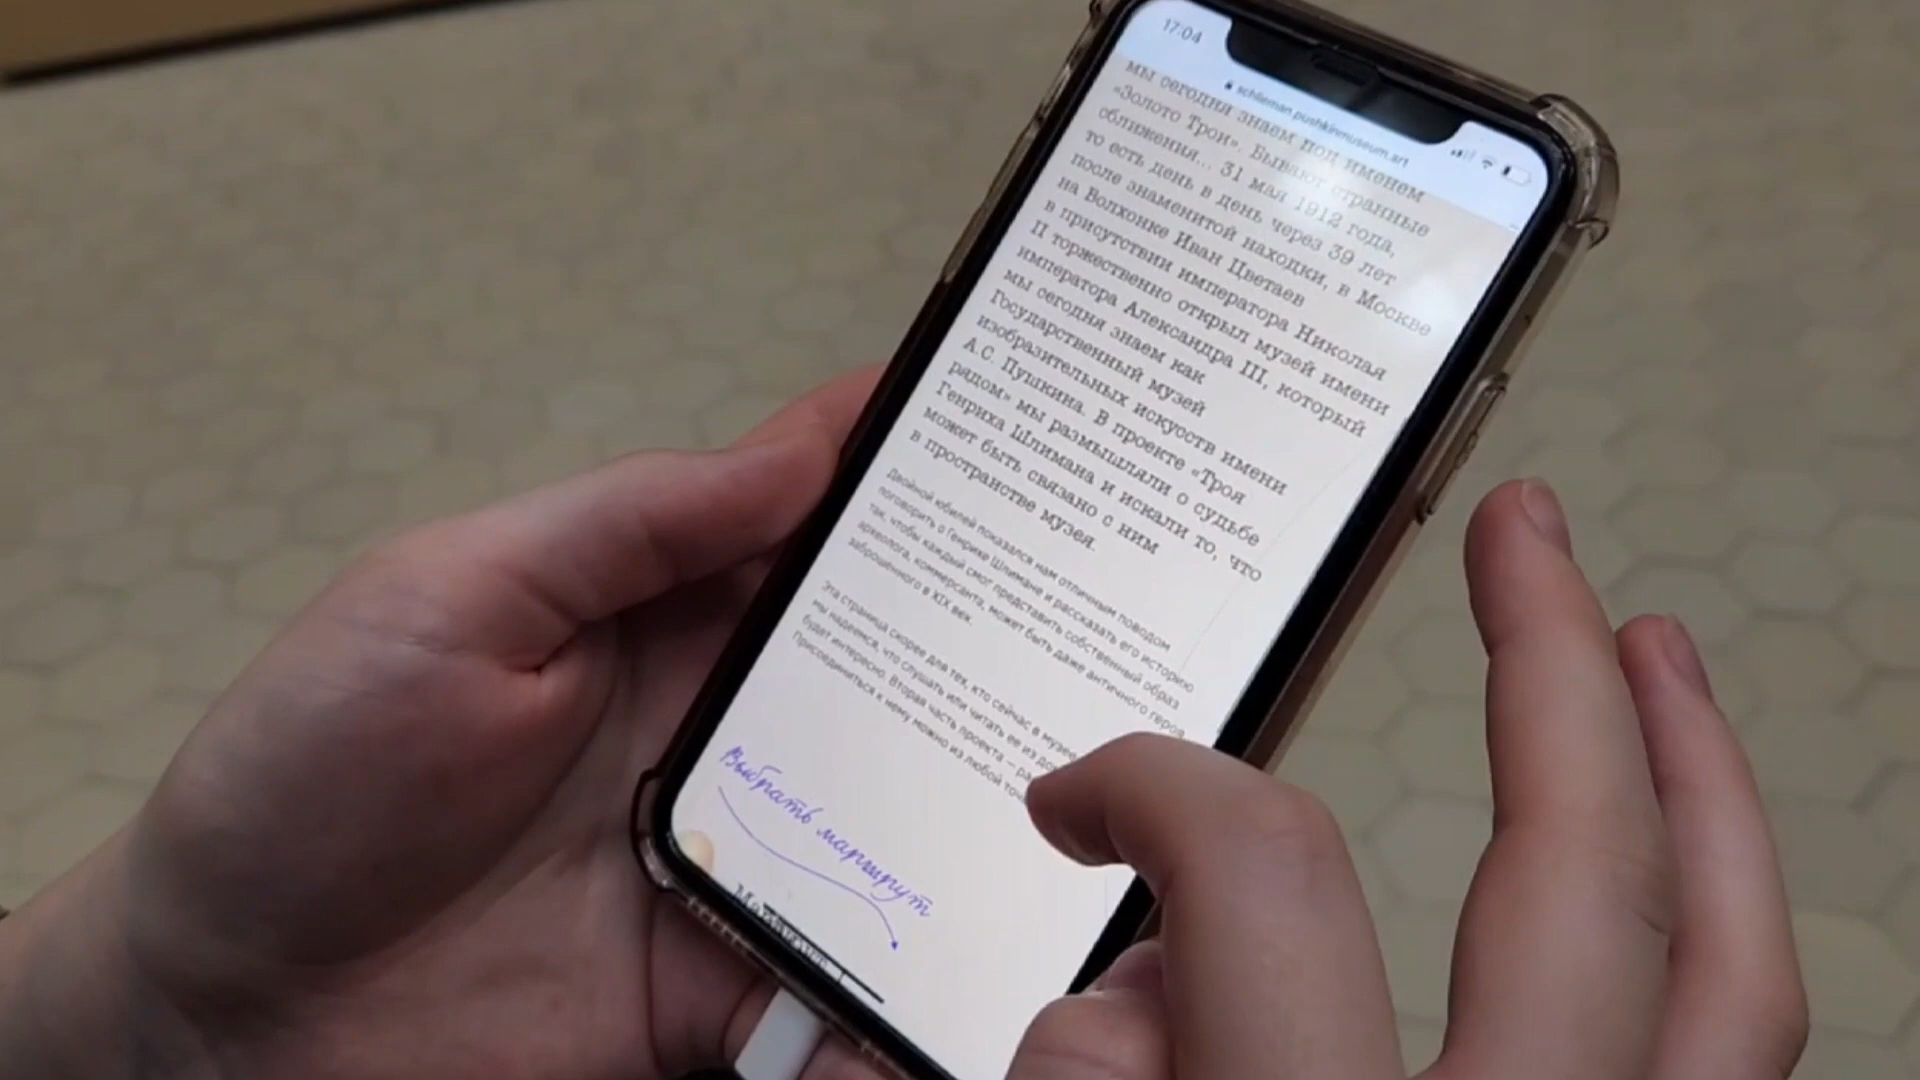 17:04
schlieman.pushkinmuseum.art
мы сегодня знаем под именем
«Золото Трои». Бывают странные
сближения... 31 мая 1912 года,
то есть день в день через 39 лет
после знаменитой находки, в Москве
на Волхонке Иван Цветаев
в присутствии императора Николая
II торжественно открыл музей имени
императора Александра III, который
мы сегодня знаем как
Государственный музей
изобразительных искусств имени
А.С. Пушкина. В проекте «Троя
рядом» мы размышляли о судьбе
Генриха Шлимана и искали то, что
может быть связано с ним
в пространстве музея.
Двойной юбилей показался нам отличным поводом
поговорить о Генрихе Шлимане и рассказать его историю
так, чтобы каждый смог представить собственный образ
археолога, коммерсанта, может быть даже античного героя,
заброшенного в XIX век.
Эта страница скорее для тех, кто сейчас в музее
мы надеемся, что слушать или читать ее из дома
будет интересно. Вторая часть проекта —
присоединиться к нему можно из любой
Выбрать маршрут